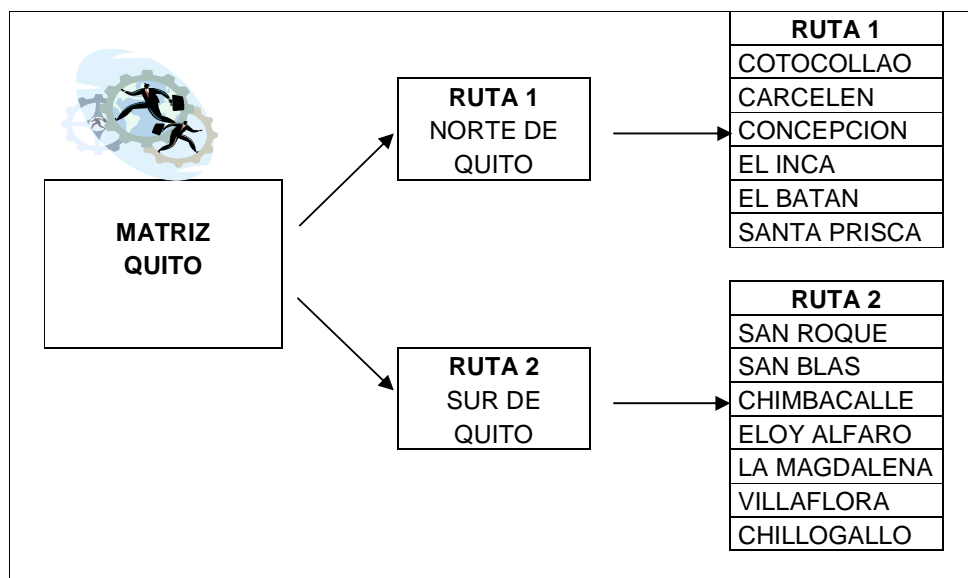 MATRIZ
QUITO
RUTA 1
NORTE DE
QUITO
RUTA 1
COTOCOLLAO
CARCELEN
CONCEPCION
EL INCA
EL BATAN
SANTA PRISCA
RUTA 2
SUR DE
QUITO
RUTA 2
SAN ROQUE
SAN BLAS
CHIMBACALLE
ELOY ALFARO
LA MAGDALENA
VILLAFLORA
CHILLOGALLO